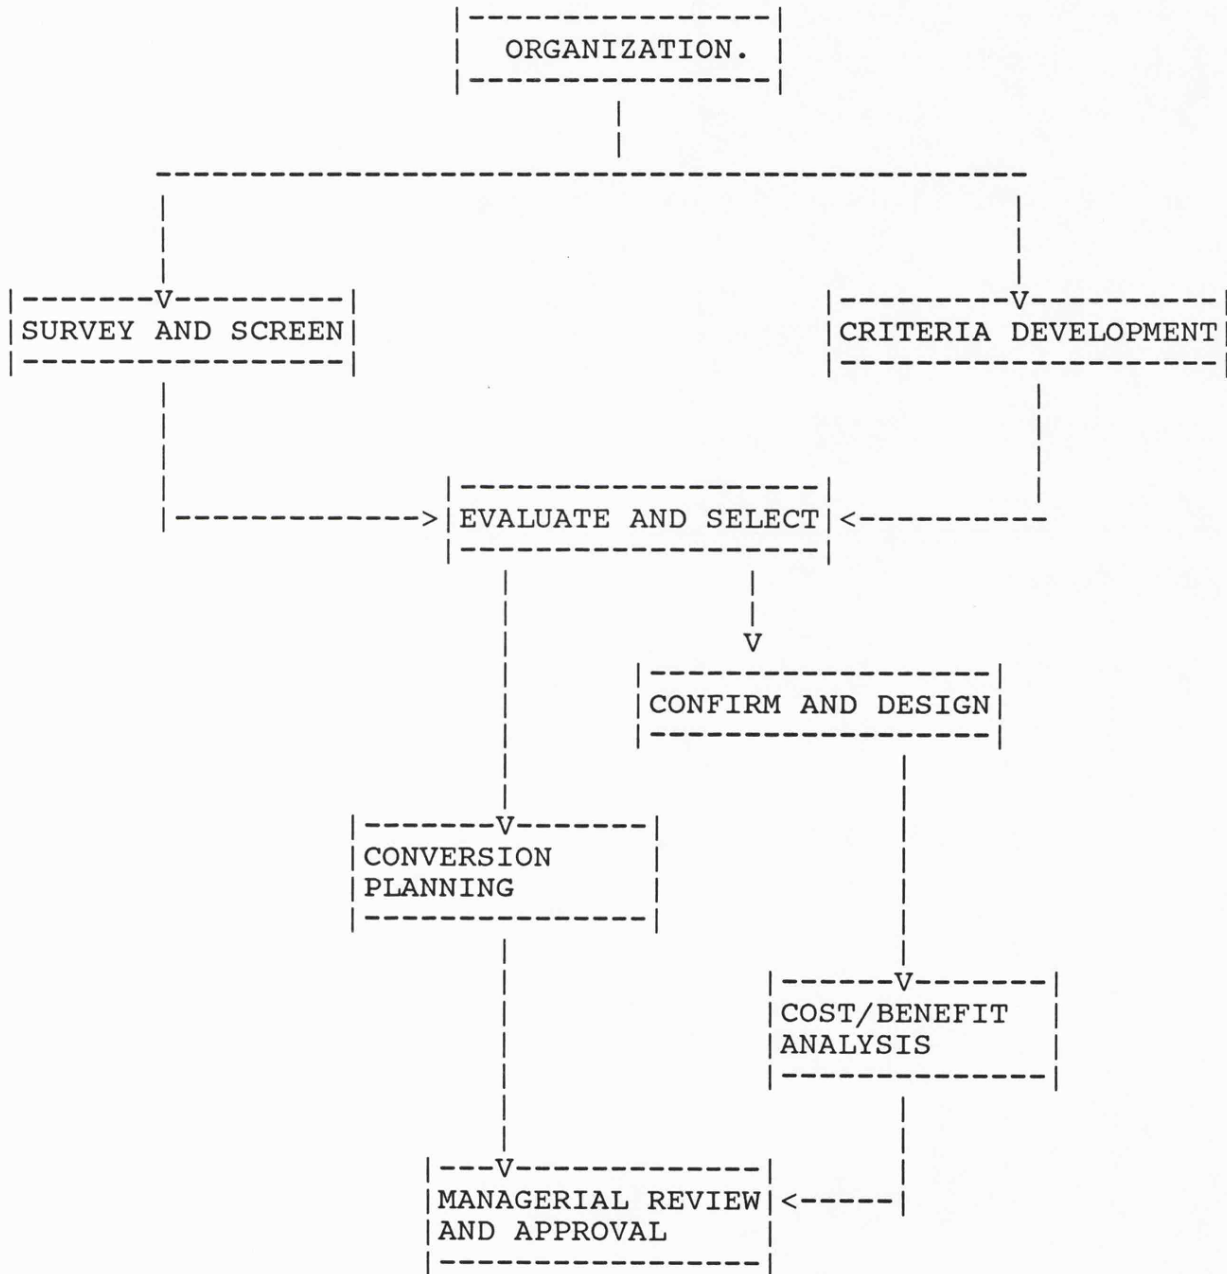 ORGANIZATION.
SURVEY AND SCREEN
CRITERIA DEVELOPMENT
EVALUATE AND SELECT
CONFIRM AND DESIGN
CONVERSION
PLANNING
COST/BENEFIT
ANALYSIS
MANAGERIAL REVIEW
AND APPROVAL